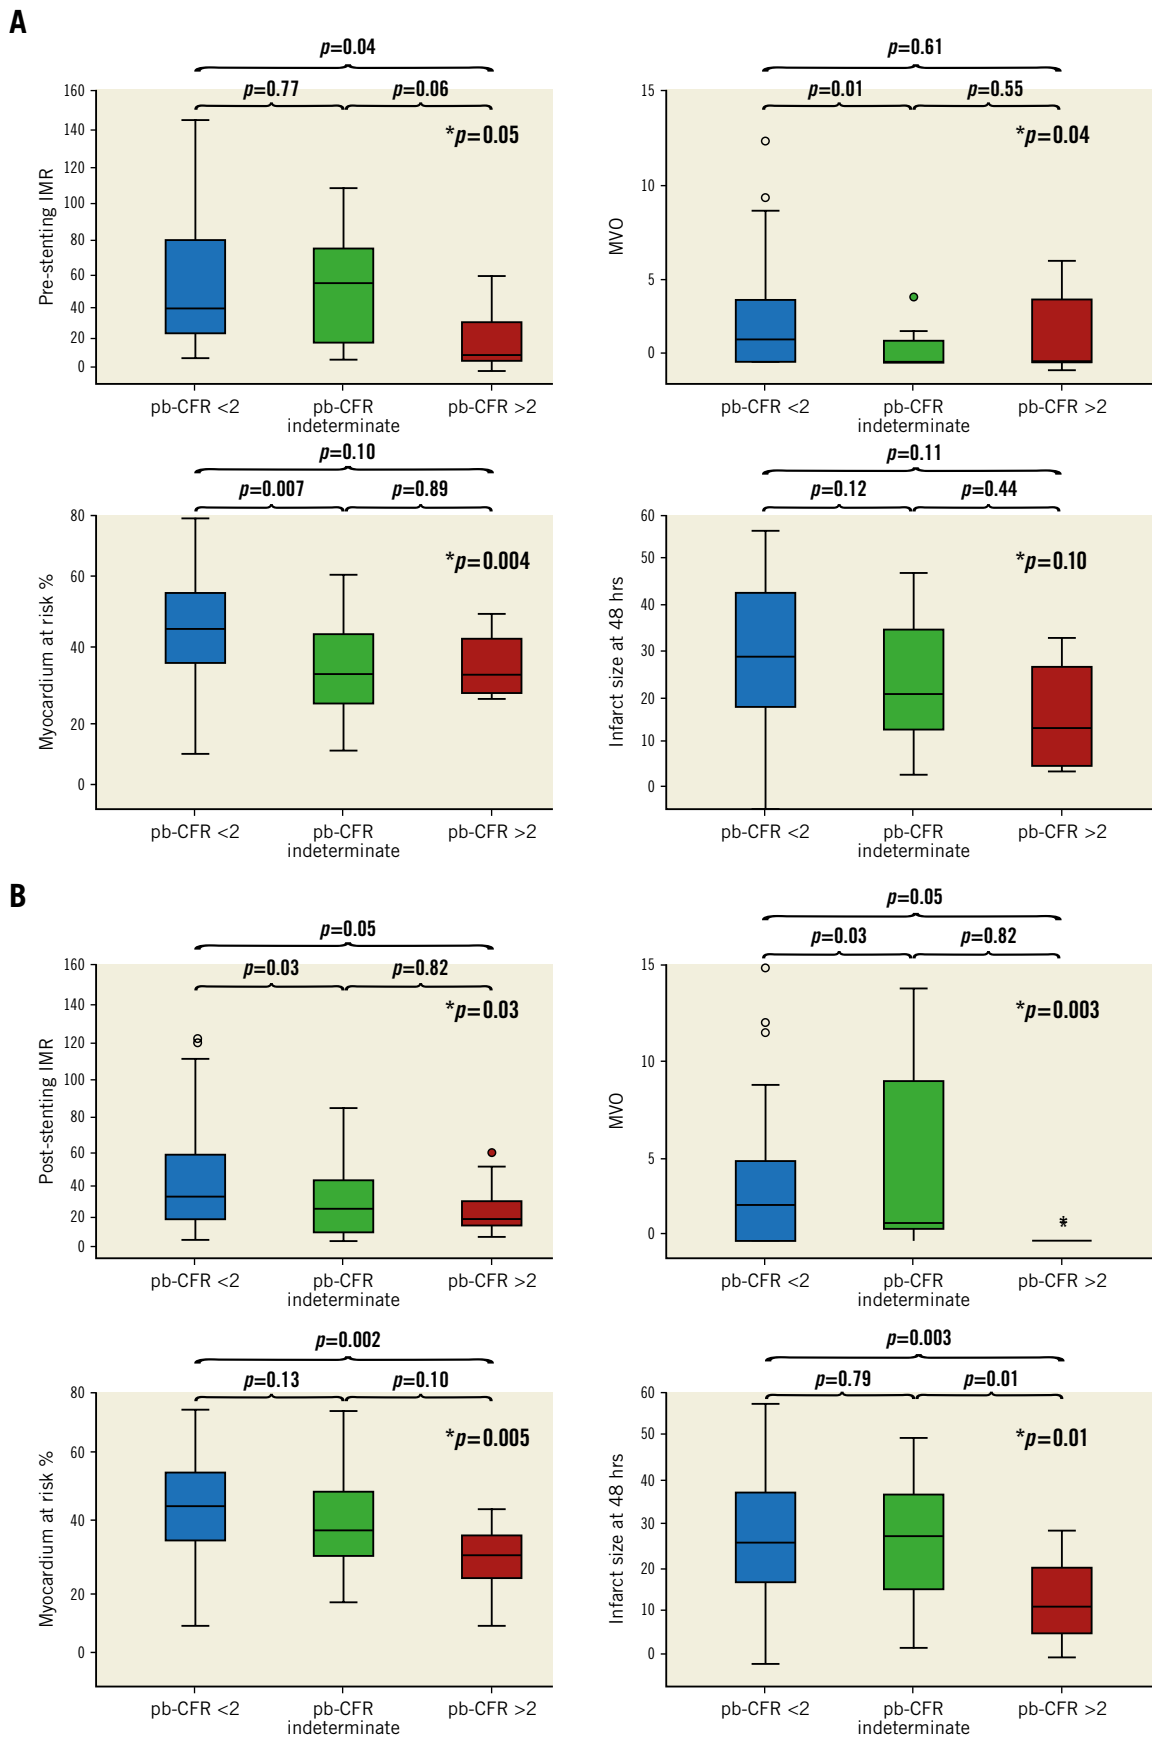 A
p=0.04
p=0.77
p=0.06
*p=0.05
160
140
120
100
80
60
40
20
0
Pre-stenting IMR
pb-CFR <2
pb-CFR
indeterminate
pb-CFR >2
p=0.61
p=0.01
p=0.55
*p=0.04
15
10
5
0
MVO
pb-CFR <2
pb-CFR
indeterminate
pb-CFR >2
p=0.10
p=0.007
p=0.89
*p=0.004
80
60
40
20
0
Myocardium at risk %
pb-CFR <2
pb-CFR
indeterminate
pb-CFR >2
p=0.11
p=0.12
p=0.44
*p=0.10
60
50
40
30
20
10
0
Infarct size at 48 hrs
pb-CFR <2
pb-CFR
indeterminate
pb-CFR >2
B
p=0.05
p=0.03
p=0.82
*p=0.03
160
140
120
100
80
60
40
20
0
Post-stenting IMR
pb-CFR <2
pb-CFR
indeterminate
pb-CFR >2
p=0.05
p=0.03
p=0.82
*p=0.003
15
10
5
0
MVO
*
pb-CFR <2
pb-CFR
indeterminate
pb-CFR >2
p=0.002
p=0.13
p=0.10
*p=0.005
80
60
40
20
0
Myocardium at risk %
pb-CFR <2
pb-CFR
indeterminate
pb-CFR >2
p=0.003
p=0.79
p=0.01
*p=0.01
60
50
40
30
20
10
0
Infarct size at 48 hrs
pb-CFR <2
pb-CFR
indeterminate
pb-CFR >2